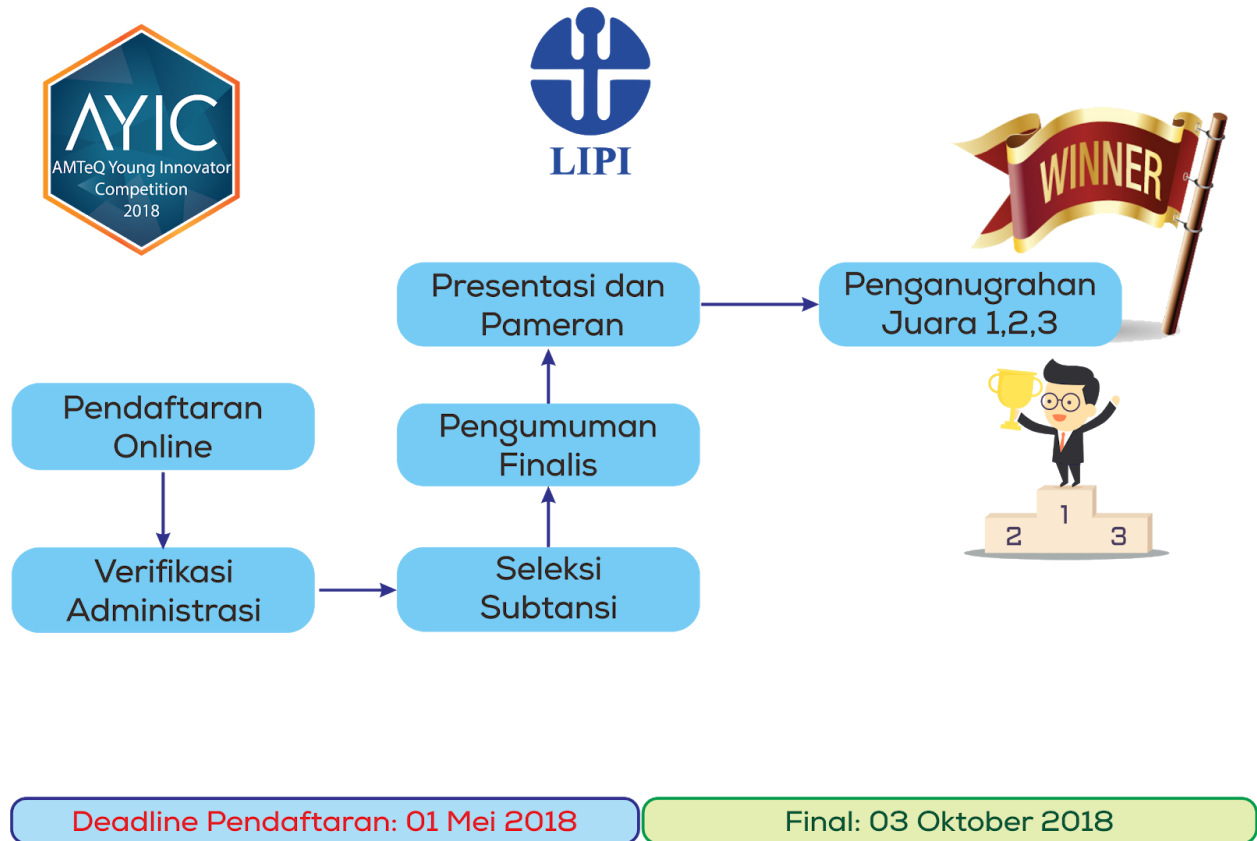 AYIC
AMTeQ Young Innovator
Competition
2018
LIPI
WINNER
Pendaftaran
Online
Verifikasi
Administrasi
Seleksi
Subtansi
Pengumuman
Finalis
Presentasi dan
Pameran
Penganugrahan
Juara 1,2,3
1
2
3
Deadline Pendaftaran: 01 Mei 2018
Final: 03 Oktober 2018